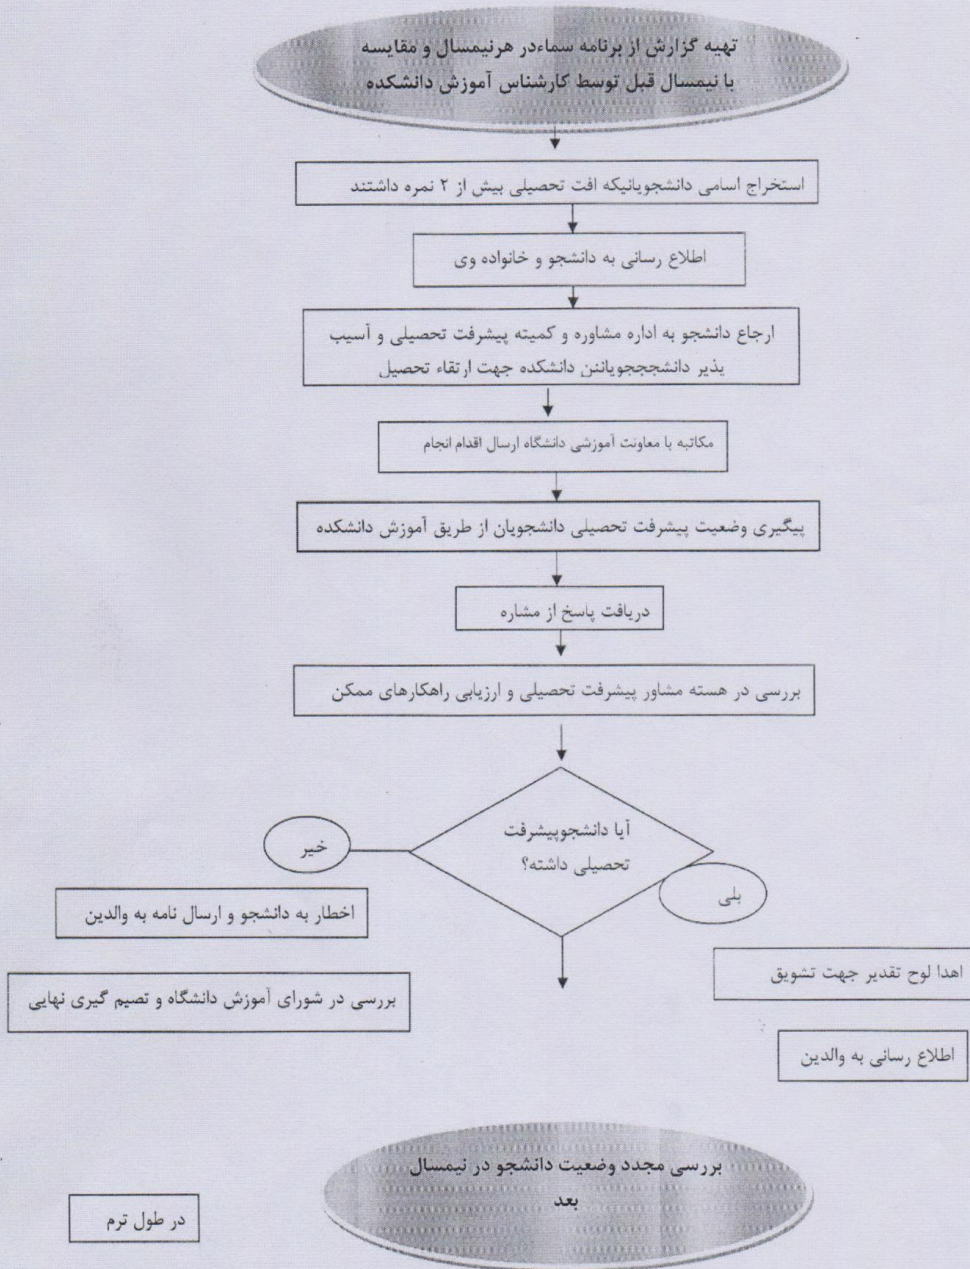 تهیه گزارش از برنامه سماءدر هرنیمسال و مقایسه
با نیمسال قبل توسط کارشناس آموزش دانشکده
استخراج اسامی دانشجویانیکه افت تحصیلی بیش از ۲ نمره داشتند
اطلاع رسانی به دانشجو و خانواده وی
ارجاع دانشجو به اداره مشاوره و کمیته پیشرفت تحصیلی و آسیب
پذیر دانشجججویاننن دانشکده جهت ارتقاء تحصیل
مکاتبه با معاونت آموزشی دانشگاه ارسال اقدام انجام
پیگیری وضعیت پیشرفت تحصیلی دانشجویان از طریق آموزش دانشکده
دریافت پاسخ از مشاره
بررسی در هسته مشاور پیشرفت تحصیلی و ارزیابی راهکارهای ممکن
آیا دانشجوپیشرفت
تحصیلی داشته؟
خیر
بلی
اخطار به دانشجو و ارسال نامه به والدین
اهدا لوح تقدیر جهت تشویق
بررسی در شورای آموزش دانشگاه و تصیم گیری نهایی
اطلاع رسانی به والدین
بررسی مجدد وضعیت دانشجو در نیمسال
بعد
در طول ترم